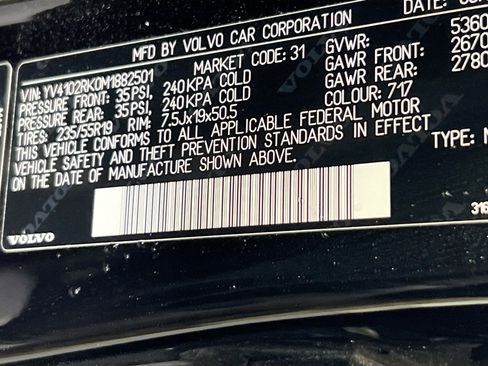 DATE:
MFD BY VOLVO CAR CORPORATION
VIN: YV4102RK0M1882501 MARKET CODE: 31 GVWR: 5360
PRESSURE FRONT: 35PSI, 240KPA COLD GAWR FRONT: 2670
PRESSURE REAR: 35PSI, 240KPA COLD GAWR REAR: 2780
TIRES: 235/55R19 RIM: 7.5Jx19x50.5 COLOUR: 717
THIS VEHICLE CONFORMS TO ALL APPLICABLE FEDERAL MOTOR
VEHICLE SAFETY AND THEFT PREVENTION STANDARDS IN EFFECT
ON THE DATE OF MANUFACTURE SHOWN ABOVE. TYPE:
VOLVO 316